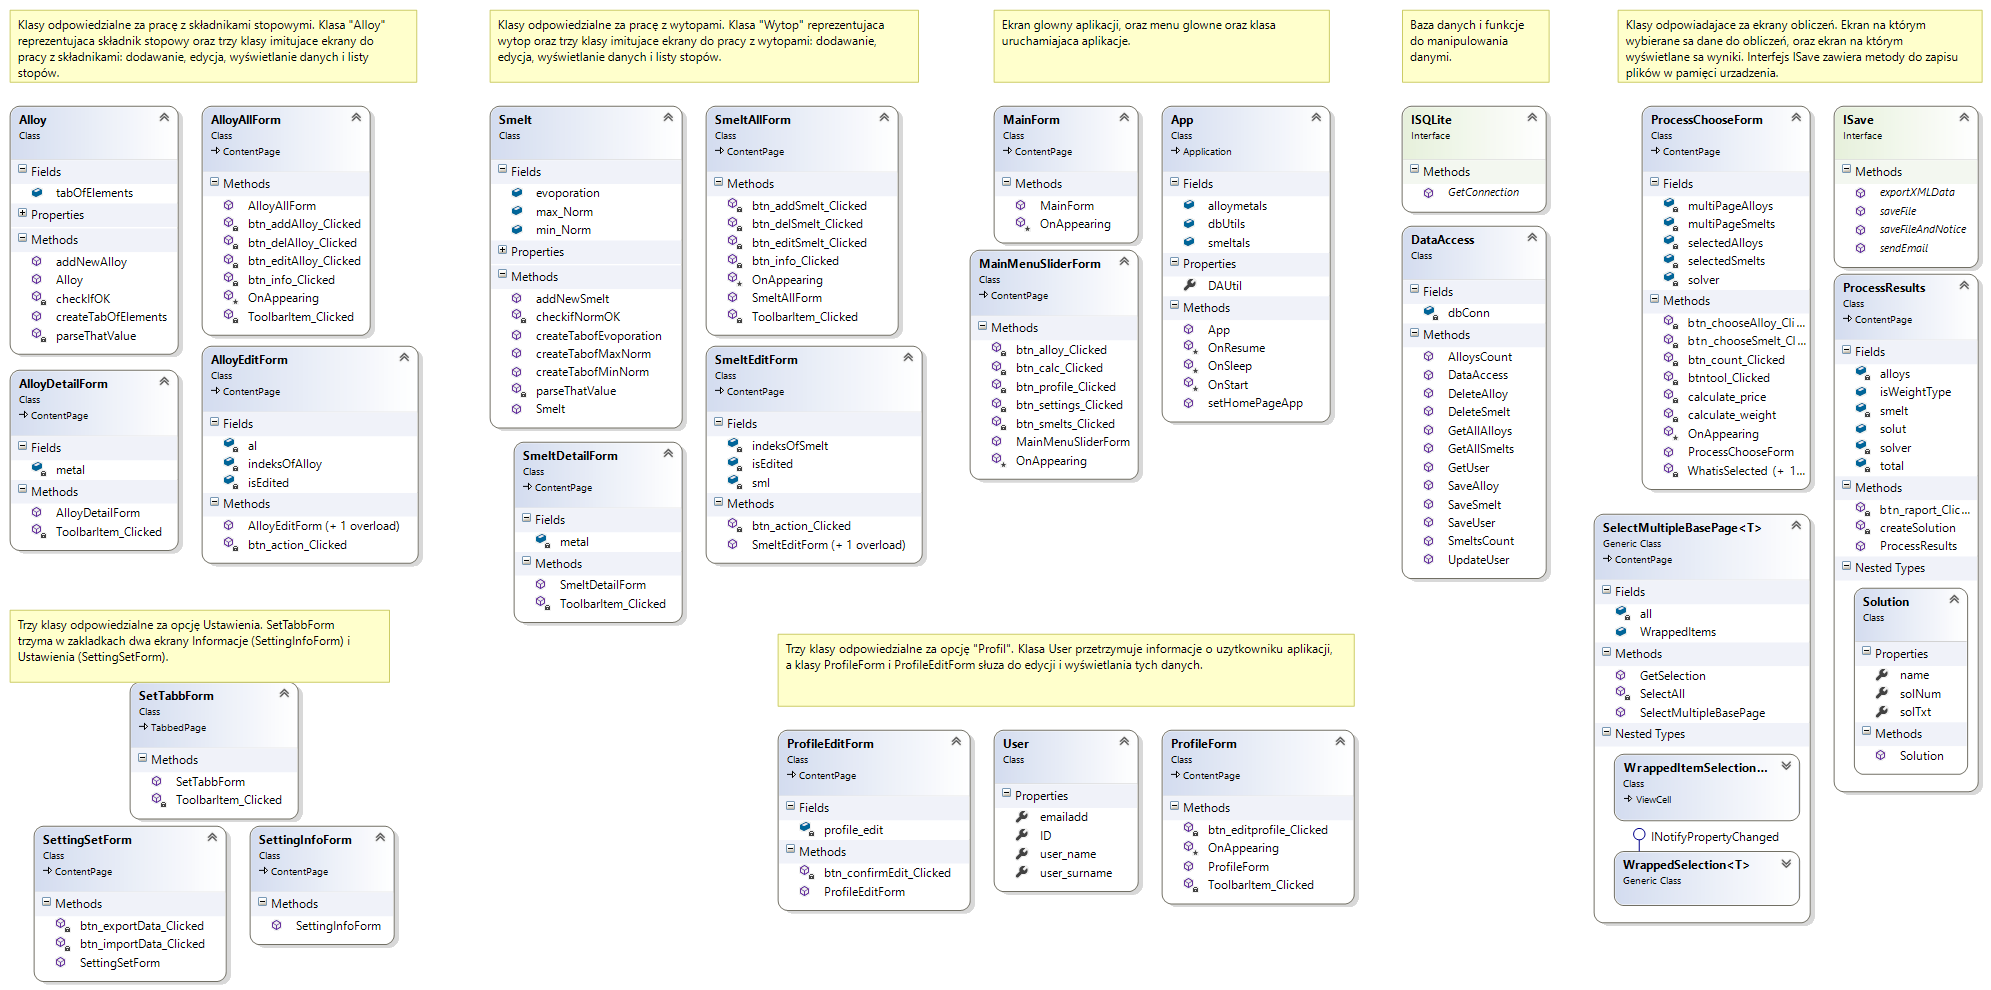 Klasy odpowiedzialne za pracę z składnikami stopowymi. Klasa "Alloy"
reprezentujaca składnik stopowy oraz trzy klasy imitujace ekrany do
pracy z składnikami: dodawanie, edycja, wyświetlanie danych i listy
stopów.
Alloy
Class
Fields
tabOfElements
Properties
Methods
addNewAlloy
Alloy
checkIfOK
createTabOfElements
parseThatValue
AlloyAllForm
Class
ContentPage
Methods
AlloyAllForm
btn_addAlloy_Clicked
btn_delAlloy_Clicked
btn_editAlloy_Clicked
btn_info_Clicked
OnAppearing
ToolbarItem_Clicked
AlloyDetailForm
Class
ContentPage
Fields
metal
Methods
AlloyDetailForm
ToolbarItem_Clicked
AlloyEditForm
Class
ContentPage
Fields
al
indeksOfAlloy
isEdited
Methods
AlloyEditForm (+ 1 overload)
btn_action_Clicked
Klasy odpowiedzialne za pracę z wytopami. Klasa "Wytop" reprezentujaca
wytop oraz trzy klasy imitujace ekrany do pracy z wytopami: dodawanie,
edycja, wyświetlanie danych i listy stopów.
Smelt
Class
Fields
evoporation
max_Norm
min_Norm
Properties
Methods
addNewSmelt
checkifNormOK
createTabofEvoporation
createTabofMaxNorm
createTabofMinNorm
parseThatValue
Smelt
SmeltAllForm
Class
ContentPage
Methods
btn_addSmelt_Clicked
btn_delSmelt_Clicked
btn_editSmelt_Clicked
btn_info_Clicked
OnAppearing
SmeltAllForm
ToolbarItem_Clicked
SmeltDetailForm
Class
ContentPage
Fields
metal
Methods
SmeltDetailForm
ToolbarItem_Clicked
SmeltEditForm
Class
ContentPage
Fields
indeksOfSmelt
isEdited
sml
Methods
btn_action_Clicked
SmeltEditForm (+ 1 overload)
Ekran glowny aplikacji, oraz menu glowne oraz klasa
uruchamiajaca aplikacje.
MainForm
Class
ContentPage
Methods
MainForm
OnAppearing
MainMenuSliderForm
Class
ContentPage
Methods
btn_alloy_Clicked
btn_calc_Clicked
btn_profile_Clicked
btn_settings_Clicked
btn_smelts_Clicked
MainMenuSliderForm
OnAppearing
App
Class
Application
Fields
alloymetals
dbUtils
smeltals
Properties
DAUtil
Methods
App
OnResume
OnSleep
OnStart
setHomePageApp
Baza danych i funkcje
do manipulowania
danymi.
ISQLite
Interface
Methods
GetConnection
DataAccess
Class
Fields
dbConn
Methods
AlloysCount
DataAccess
DeleteAlloy
DeleteSmelt
GetAllAlloys
GetAllSmelts
GetUser
SaveAlloy
SaveSmelt
SaveUser
SmeltsCount
UpdateUser
Klasy odpowiadajace za ekrany obliczeń. Ekran na którym
wybierane sa dane do obliczeń, oraz ekran na którym
wyświetlane sa wyniki. Interfejs ISave zawiera metody do zapisu
plików w pamięci urzadzenia.
ProcessChooseForm
Class
ContentPage
Fields
multiPageAlloys
multiPageSmelts
selectedAlloys
selectedSmelts
solver
Methods
btn_chooseAlloy_Cli...
btn_chooseSmelt_Cl...
btn_count_Clicked
btntool_Clicked
calculate_price
calculate_weight
OnAppearing
ProcessChooseForm
WhatisSelected (+ 1...
ISave
Interface
Methods
exportXMLData
saveFile
saveFileAndNotice
sendEmail
ProcessResults
Class
ContentPage
Fields
alloys
isWeightType
smelt
solut
solver
total
Methods
btn_raport_Clic...
createSolution
ProcessResults
Nested Types
Solution
Class
Properties
name
solNum
solTxt
Methods
Solution
SelectMultipleBasePage<T>
Generic Class
ContentPage
Fields
all
WrappedItems
Methods
GetSelection
SelectAll
SelectMultipleBasePage
Nested Types
WrappedItemSelection...
Class
ViewCell
INotifyPropertyChanged
WrappedSelection<T>
Generic Class
Trzy klasy odpowiedzialne za opcję Ustawienia. SetTabbForm
trzyma w zakladkach dwa ekrany Informacje (SettingInfoForm) i
Ustawienia (SettingSetForm).
SetTabbForm
Class
TabbedPage
Methods
SetTabbForm
ToolbarItem_Clicked
SettingSetForm
Class
ContentPage
Methods
btn_exportData_Clicked
btn_importData_Clicked
SettingSetForm
SettingInfoForm
Class
ContentPage
Methods
SettingInfoForm
Trzy klasy odpowiedzialne za opcję "Profil". Klasa User przetrzymuje informacje o uzytkowniku aplikacji,
a klasy ProfileForm i ProfileEditForm słuza do edycji i wyświetlania tych danych.
ProfileEditForm
Class
ContentPage
Fields
profile_edit
Methods
btn_confirmEdit_Clicked
ProfileEditForm
User
Class
Properties
emailadd
ID
user_name
user_surname
ProfileForm
Class
ContentPage
Methods
btn_editprofile_Clicked
OnAppearing
ProfileForm
ToolbarItem_Clicked